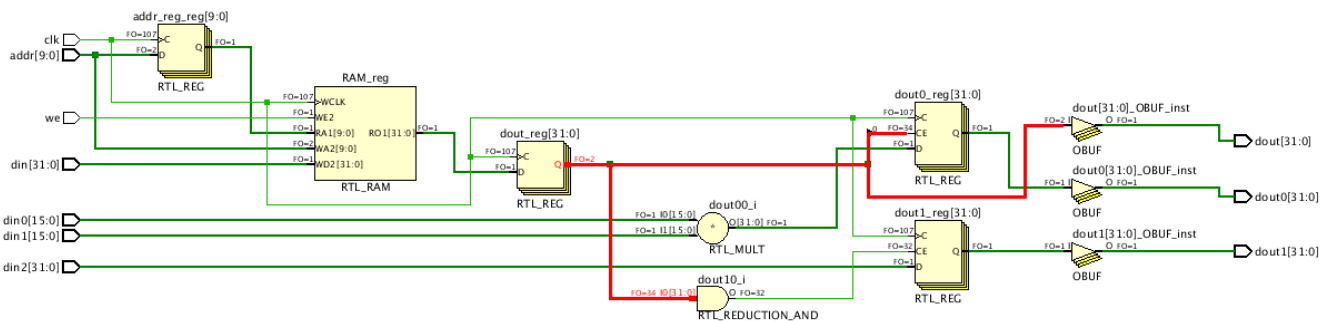 addr_reg_reg[9:0]
clk
FO=107
C
addr[9:0]
FO=2
D
Q
FO=1
RTL_REG
RAM_reg
FO=107
WCLK
we
FO=1
WE2
FO=1
RA1[9:0]
RO1[31:0]
FO=1
FO=2
WA2[9:0]
din[31:0]
FO=1
WD2[31:0]
RTL_RAM
dout_reg[31:0]
FO=107
C
FO=1
D
Q
FO=2
RTL_REG
dout0_reg[31:0]
FO=107
C
0
FO=34
CE
Q
FO=1
FO=1
D
RTL_REG
dout[31:0]_OBUF_inst
FO=2 I
O FO=1
OBUF
dout[31:0]
dout0[31:0]_OBUF_inst
FO=1 I
O FO=1
OBUF
dout0[31:0]
din0[15:0]
din1[15:0]
dout00_i
FO=1 I0[15:0]
FO=1 I1[15:0]
*
O[31:0] FO=1
RTL_MULT
dout1_reg[31:0]
FO=107
C
FO=32
CE
Q
FO=1
FO=1
D
RTL_REG
dout1[31:0]_OBUF_inst
FO=1 I
O FO=1
OBUF
dout1[31:0]
din2[31:0]
dout10_i
FO=34 I0[31:0]
O FO=32
RTL_REDUCTION_AND